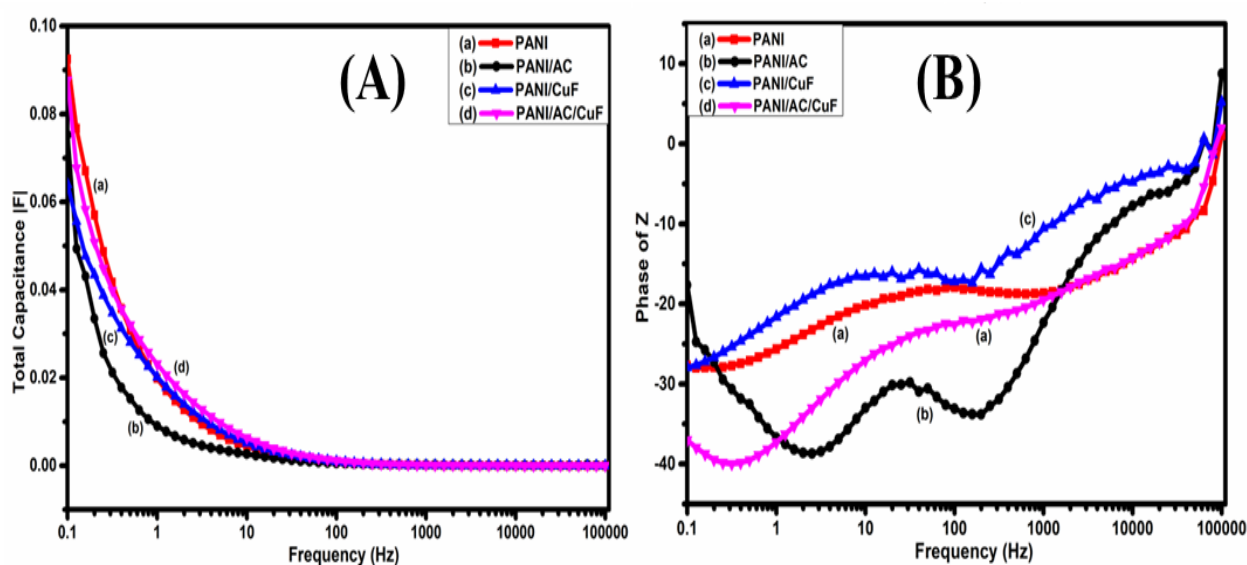 (A)
(a) PANI
(b) PANI/AC
(c) PANI/CuF
(d) PANI/AC/CuF
Total Capacitance |F|
0.10
0.08
0.06
0.04
0.02
0.00
(a)
(c)
(d)
(b)
0.1 1 10 100 1000 10000 100000
Frequency (Hz)
(B)
(a) PANI
(b) PANI/AC
(c) PANI/CuF
(d) PANI/AC/CuF
Phase of Z
10
0
-10
-20
-30
-40
(c)
(a)
(a)
(b)
0.1 1 10 100 1000 10000 100000
Frequency (Hz)